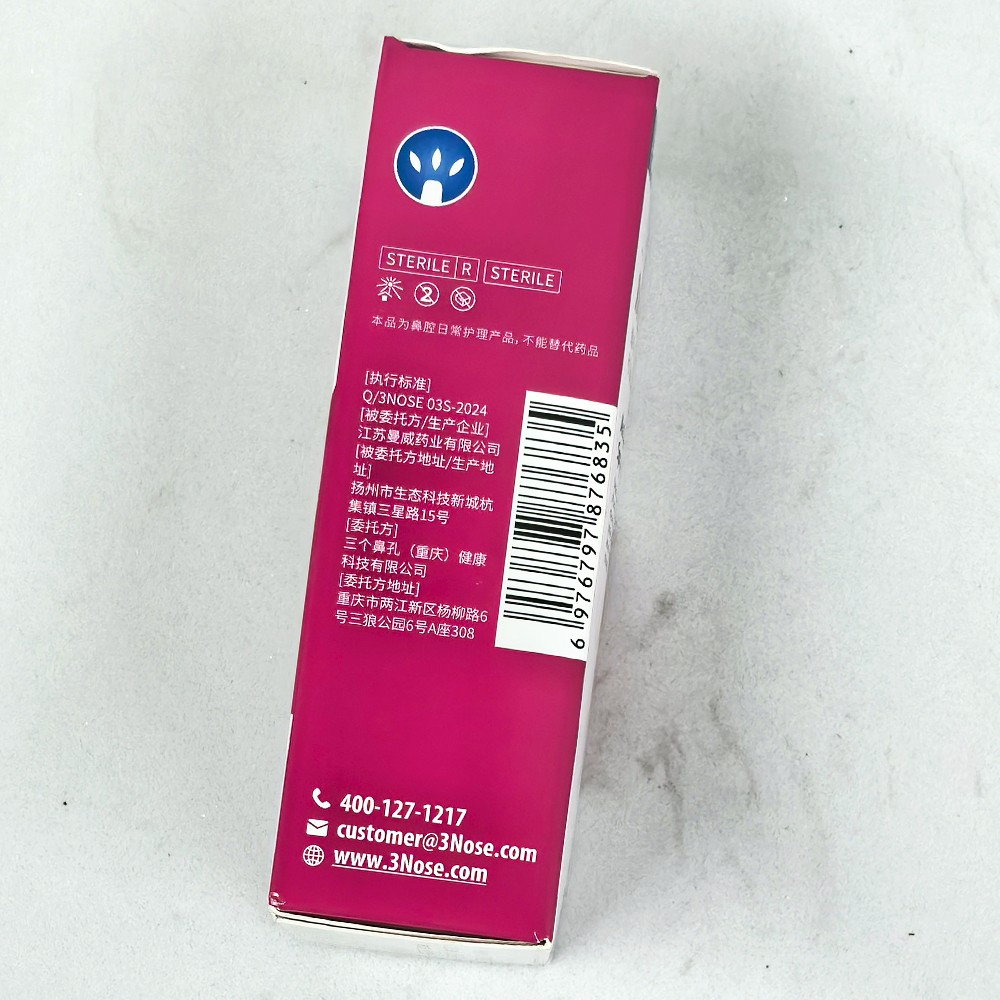 STERILE R STERILE
本品为鼻腔日常护理产品，不能替代药品
[执行标准]
Q/3NOSE 03S-2024
[被委托方/生产企业]
江苏曼威药业有限公司
[被委托方地址/生产地
址]
扬州市生态科技新城杭
集镇三星路15号
[委托方]
三个鼻孔（重庆）健康
科技有限公司
[委托方地址]
重庆市两江新区杨柳路6
号三狼公园6号A座308
6 976797 876835
400-127-1217
customer@3Nose.com
www.3Nose.com